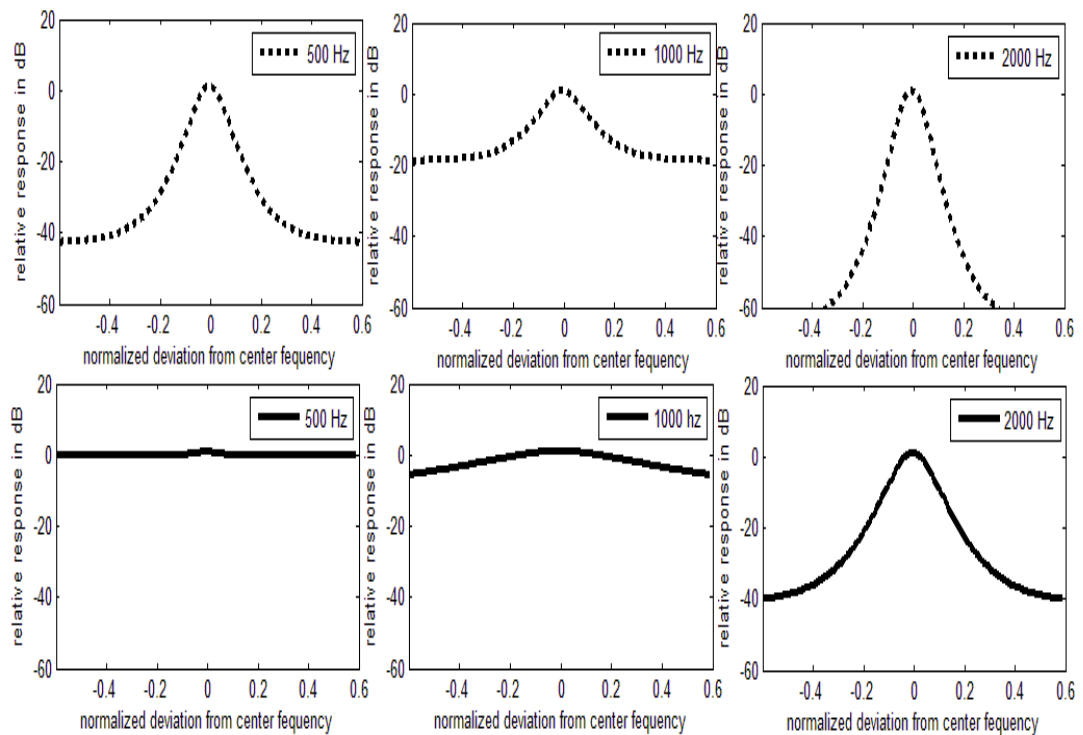 20
0
-20
-40
-60
-0.4 -0.2 0 0.2 0.4 0.6
relative response in dB
normalized deviation from center fequency
500 Hz
20
0
-20
-40
-60
-0.4 -0.2 0 0.2 0.4 0.6
relative response in dB
normalized deviation from center fequency
1000 Hz
20
0
-20
-40
-60
-0.4 -0.2 0 0.2 0.4 0.6
relative response in dB
normalized deviation from center fequency
2000 Hz
20
0
-20
-40
-60
-0.4 -0.2 0 0.2 0.4 0.6
relative response in dB
normalized deviation from center fequency
500 Hz
20
0
-20
-40
-60
-0.4 -0.2 0 0.2 0.4 0.6
relative response in dB
normalized deviation from center fequency
1000 hz
20
0
-20
-40
-60
-0.4 -0.2 0 0.2 0.4 0.6
relative response in dB
normalized deviation from center fequency
2000 Hz